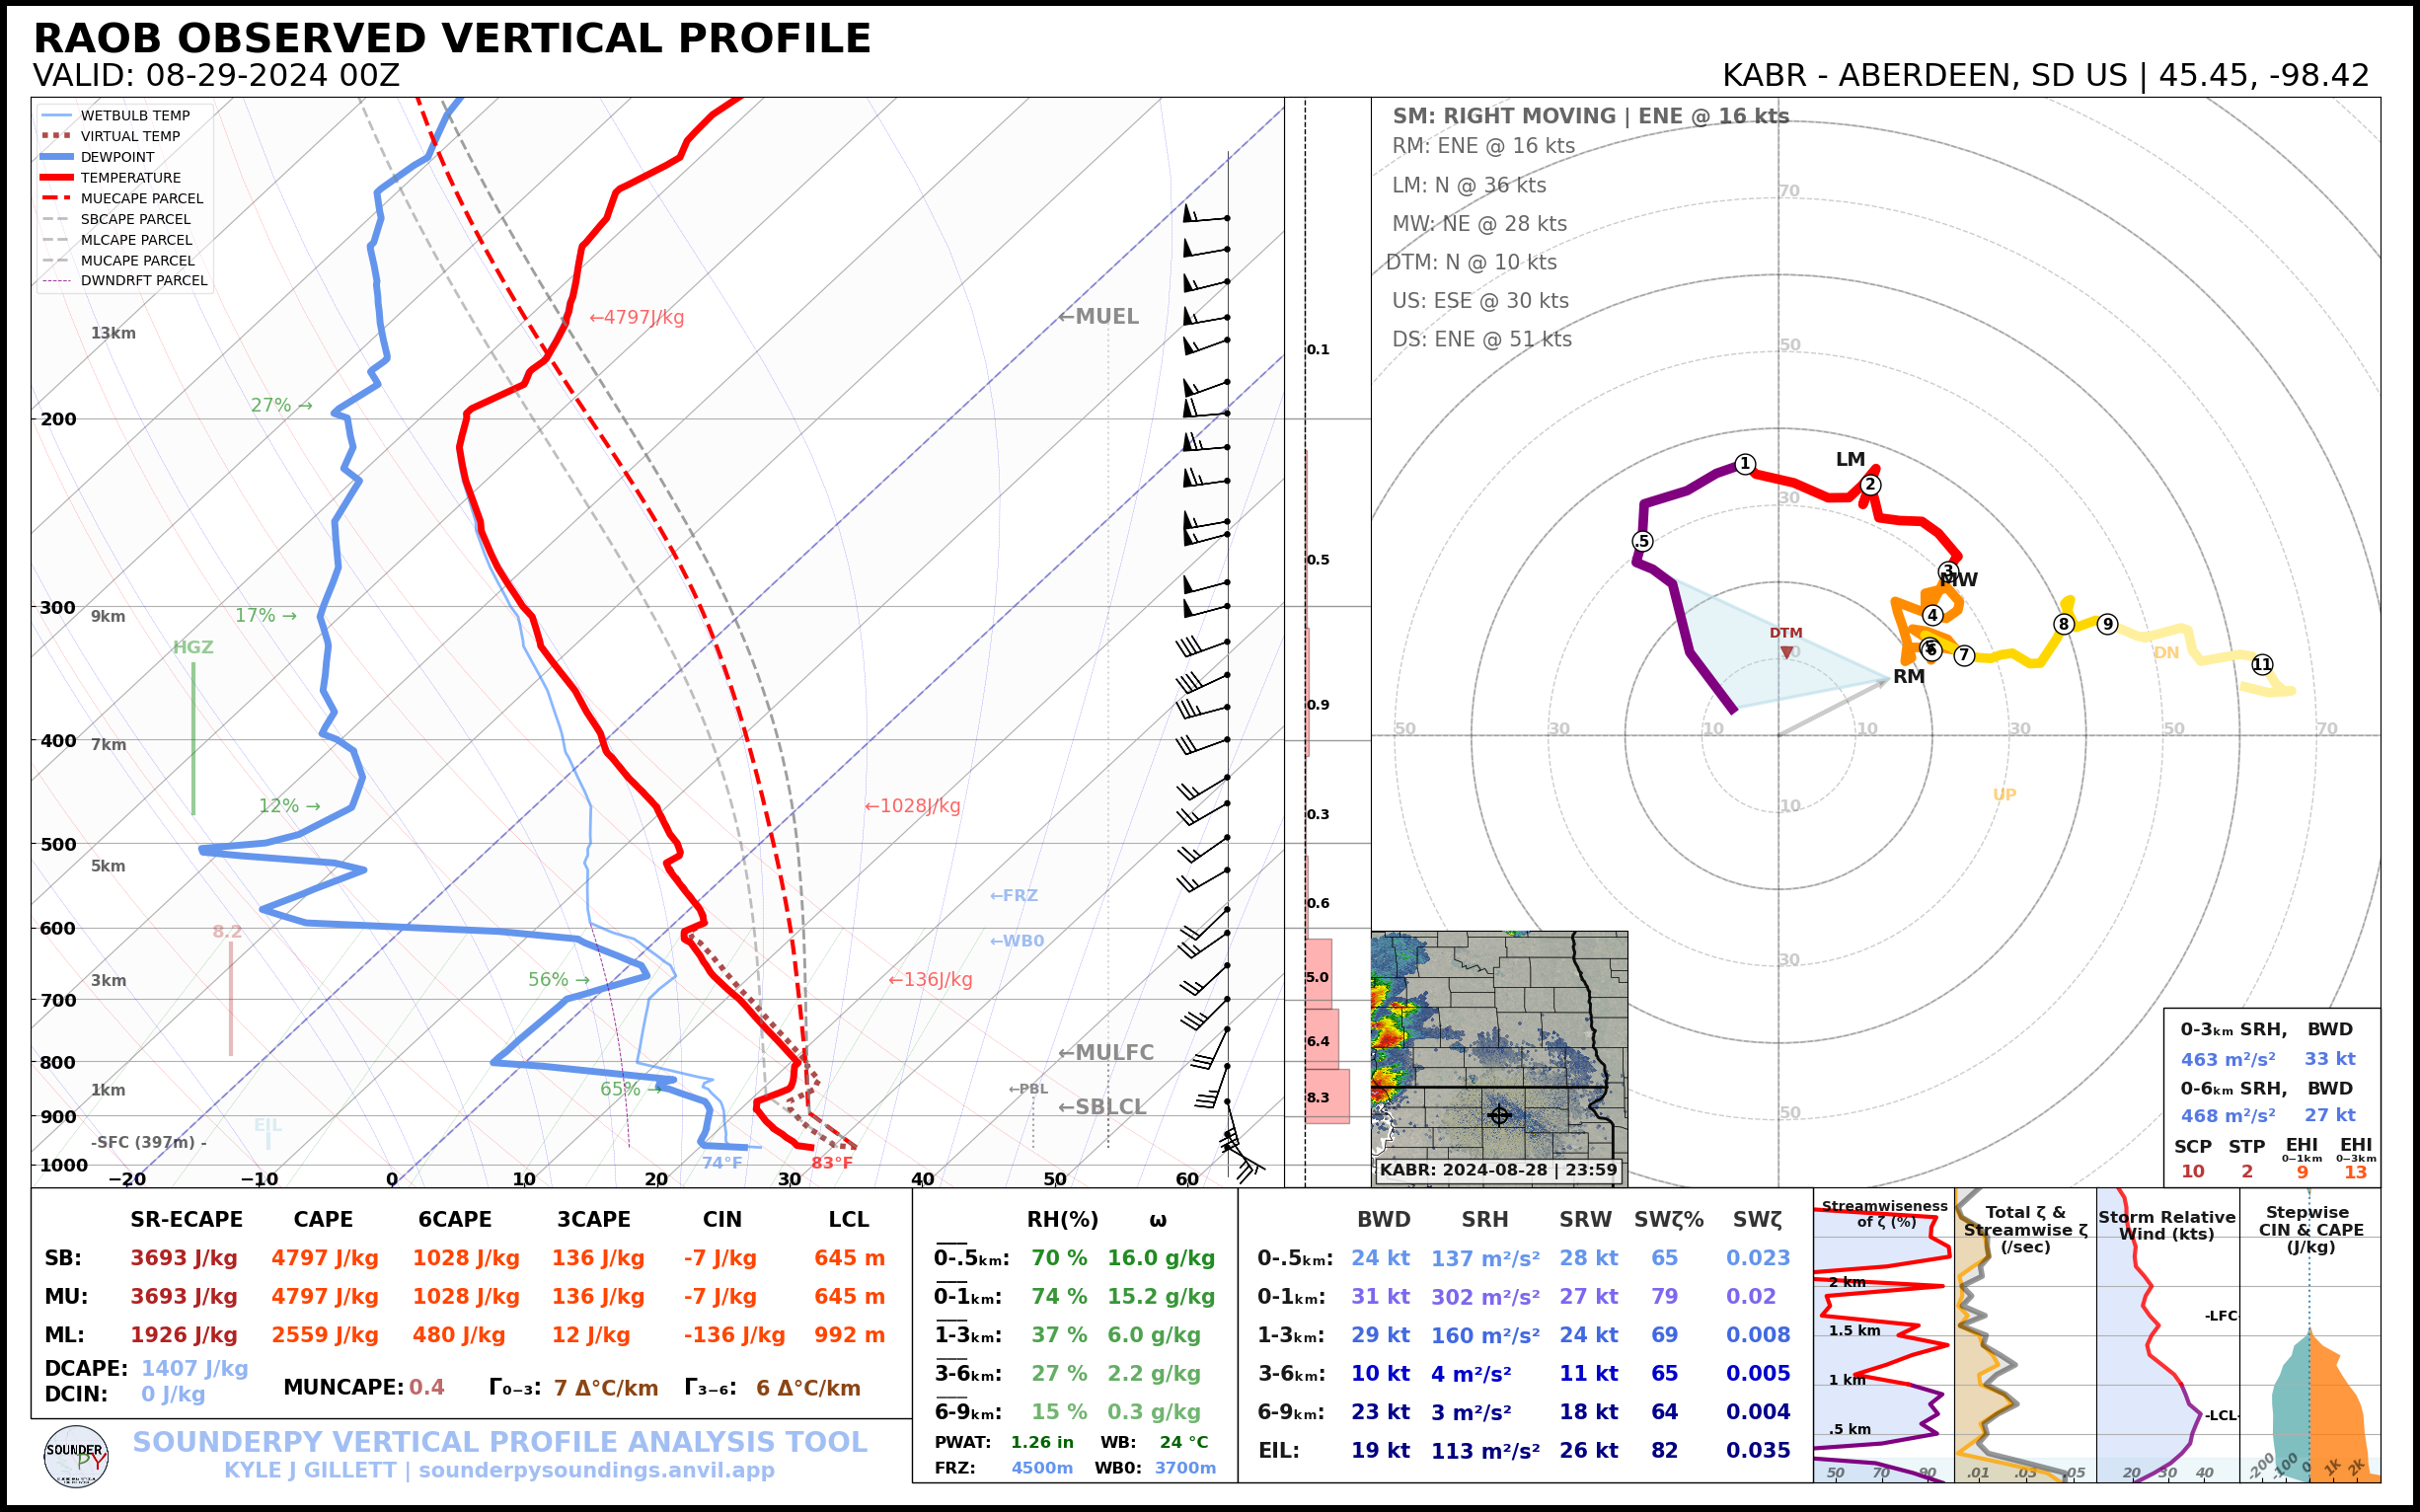 RAOB OBSERVED VERTICAL PROFILE
VALID: 08-29-2024 00Z
KABR - ABERDEEN, SD US | 45.45, -98.42
WETBULB TEMP
VIRTUAL TEMP
DEWPOINT
TEMPERATURE
MUECAPE PARCEL
SBCAPE PARCEL
MLCAPE PARCEL
MUCAPE PARCEL
DWNDRFT PARCEL
←4797J/kg
←MUEL
13km
27% →
200
300
9km
17% →
HGZ
400
7km
12% →
←1028J/kg
500
5km
←FRZ
600
8.2
←WB0
3km
56% →
←136J/kg
700
800
←MULFC
1km
65% →
←PBL
←SBLCL
900
EIL
-SFC (397m) -
1000
74°F
83°F
−20 −10 0 10 20 30 40 50 60
0.1
0.5
0.9
0.3
0.6
5.0
6.4
8.3
SM: RIGHT MOVING | ENE @ 16 kts
RM: ENE @ 16 kts
LM: N @ 36 kts
MW: NE @ 28 kts
DTM: N @ 10 kts
US: ESE @ 30 kts
DS: ENE @ 51 kts
70
50
30
10
30
50
50 30 10 10 30 50 70
.5
1
LM
2
3
MW
4
6
7
8
9
11
DTM
RM
DN
UP
KABR: 2024-08-28 | 23:59
0-3km SRH, BWD
463 m²/s² 33 kt
0-6km SRH, BWD
468 m²/s² 27 kt
SCP STP EHI EHI
0-1km 0-3km
10 2 9 13
SR-ECAPE CAPE 6CAPE 3CAPE CIN LCL
SB: 3693 J/kg 4797 J/kg 1028 J/kg 136 J/kg -7 J/kg 645 m
MU: 3693 J/kg 4797 J/kg 1028 J/kg 136 J/kg -7 J/kg 645 m
ML: 1926 J/kg 2559 J/kg 480 J/kg 12 J/kg -136 J/kg 992 m
DCAPE: 1407 J/kg
DCIN: 0 J/kg
MUNCAPE: 0.4 Γ₀₋₃: 7 Δ°C/km Γ₃₋₆: 6 Δ°C/km
SOUNDERPY
SOUNDERPY VERTICAL PROFILE ANALYSIS TOOL
KYLE J GILLETT | sounderpysoundings.anvil.app
RH(%) ω
0-.5km: 70 % 16.0 g/kg
0-1km: 74 % 15.2 g/kg
1-3km: 37 % 6.0 g/kg
3-6km: 27 % 2.2 g/kg
6-9km: 15 % 0.3 g/kg
PWAT: 1.26 in WB: 24 °C
FRZ: 4500m WB0: 3700m
BWD SRH SRW SWζ% SWζ
0-.5km: 24 kt 137 m²/s² 28 kt 65 0.023
0-1km: 31 kt 302 m²/s² 27 kt 79 0.02
1-3km: 29 kt 160 m²/s² 24 kt 69 0.008
3-6km: 10 kt 4 m²/s² 11 kt 65 0.005
6-9km: 23 kt 3 m²/s² 18 kt 64 0.004
EIL: 19 kt 113 m²/s² 26 kt 82 0.035
Streamwiseness
of ζ (%)
2 km
1.5 km
1 km
.5 km
50 70 90
Total ζ &
Streamwise ζ
(/sec)
.01 .03 .05
Storm Relative
Wind (kts)
-LFC
-LCL-
20 30 40
Stepwise
CIN & CAPE
(J/kg)
-200 -100 0 1k 2k